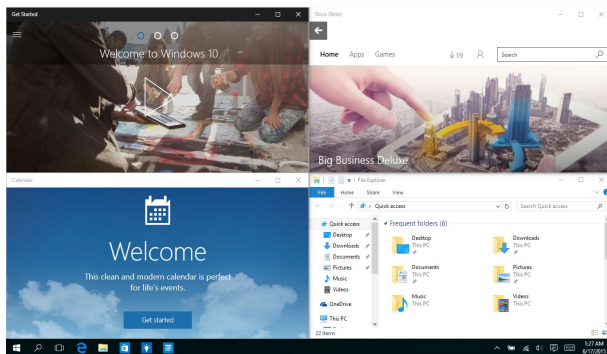 Get Started
Welcome to Windows 10
Store (Beta)
Home Apps Games 19 Search
Big Business Deluxe
Calendar
Welcome
This clean and modern calendar is perfect
for life's events.
Get started
File Explorer
File Home Share View
Quick access Search Quick access
Quick access
Desktop
Downloads
Documents
Pictures
Music
Videos
OneDrive
This PC
Frequent folders (6)
Desktop
This PC
Downloads
This PC
Documents
This PC
Pictures
This PC
Music
This PC
Videos
This PC
22 items
1:27 AM
6/17/2015